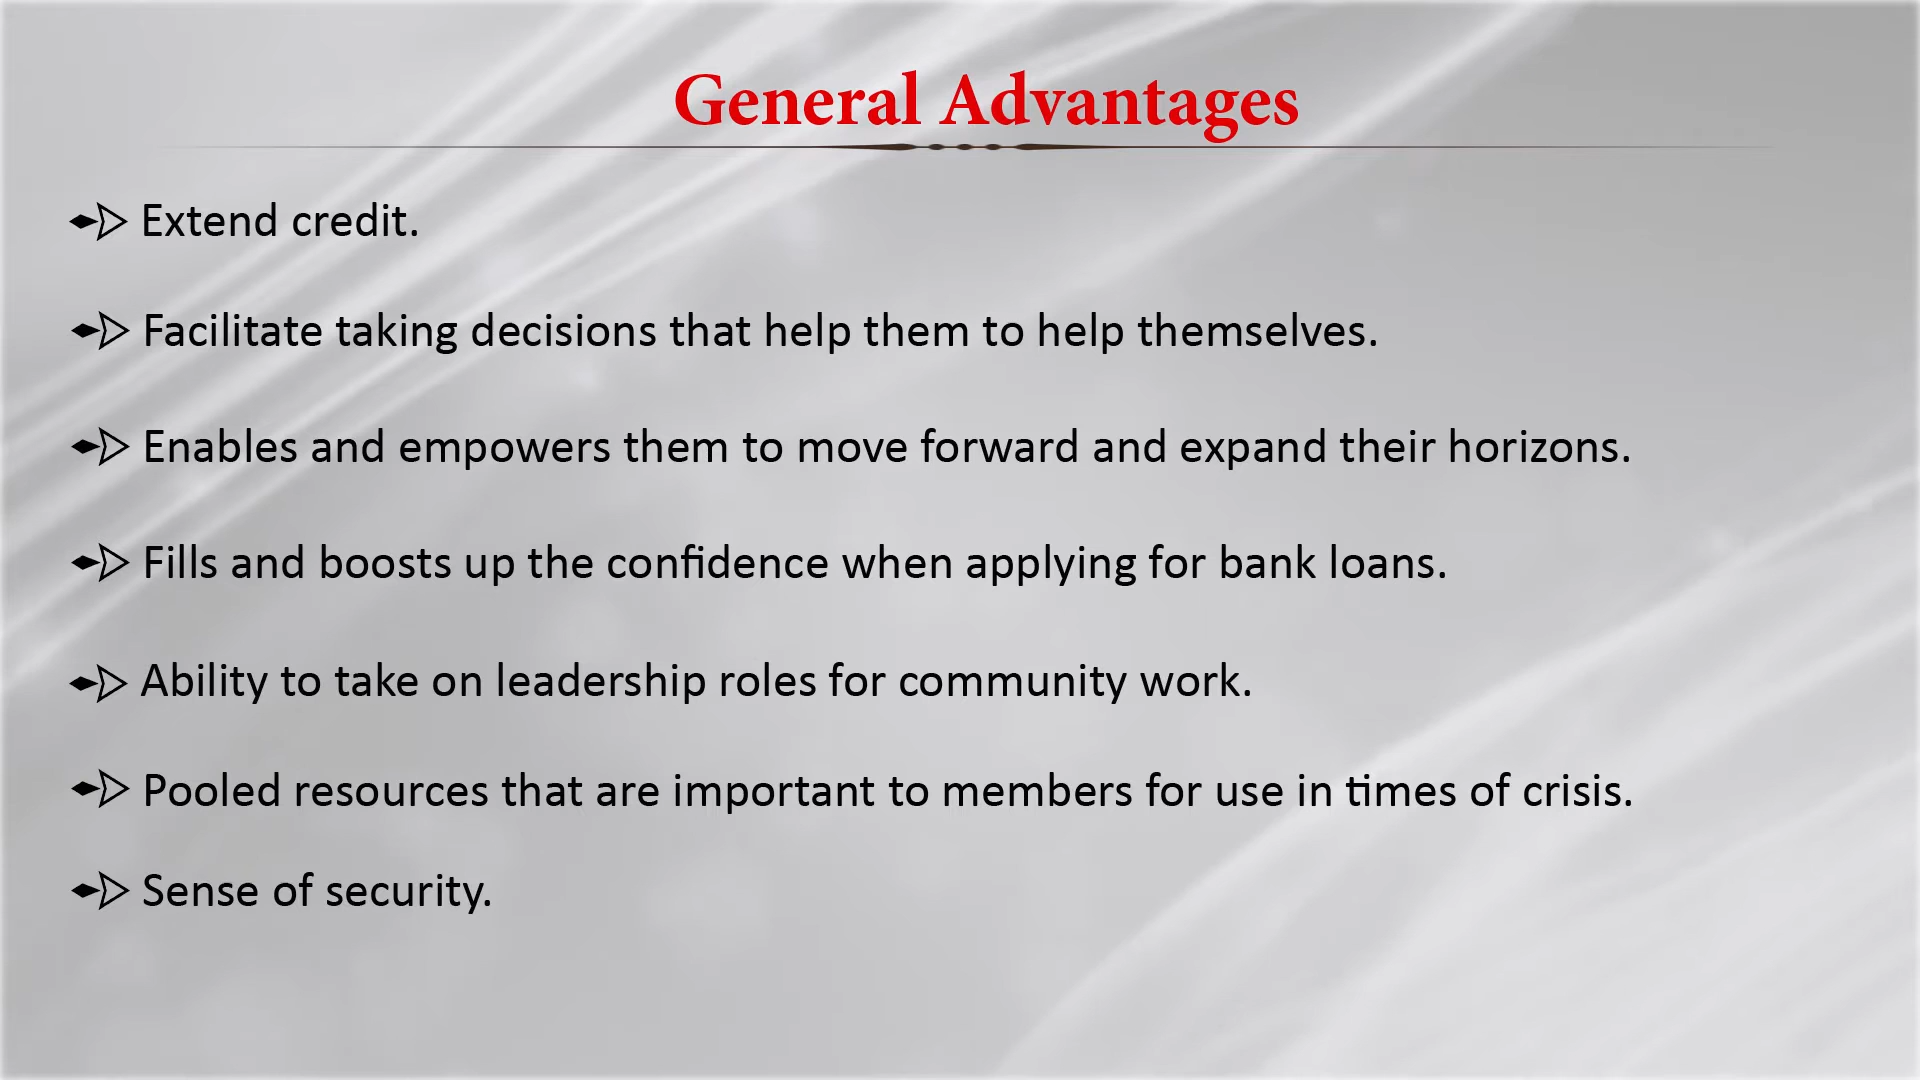 General Advantages
Extend credit.
Facilitate taking decisions that help them to help themselves.
Enables and empowers them to move forward and expand their horizons.
Fills and boosts up the confidence when applying for bank loans.
Ability to take on leadership roles for community work.
Pooled resources that are important to members for use in times of crisis.
Sense of security.